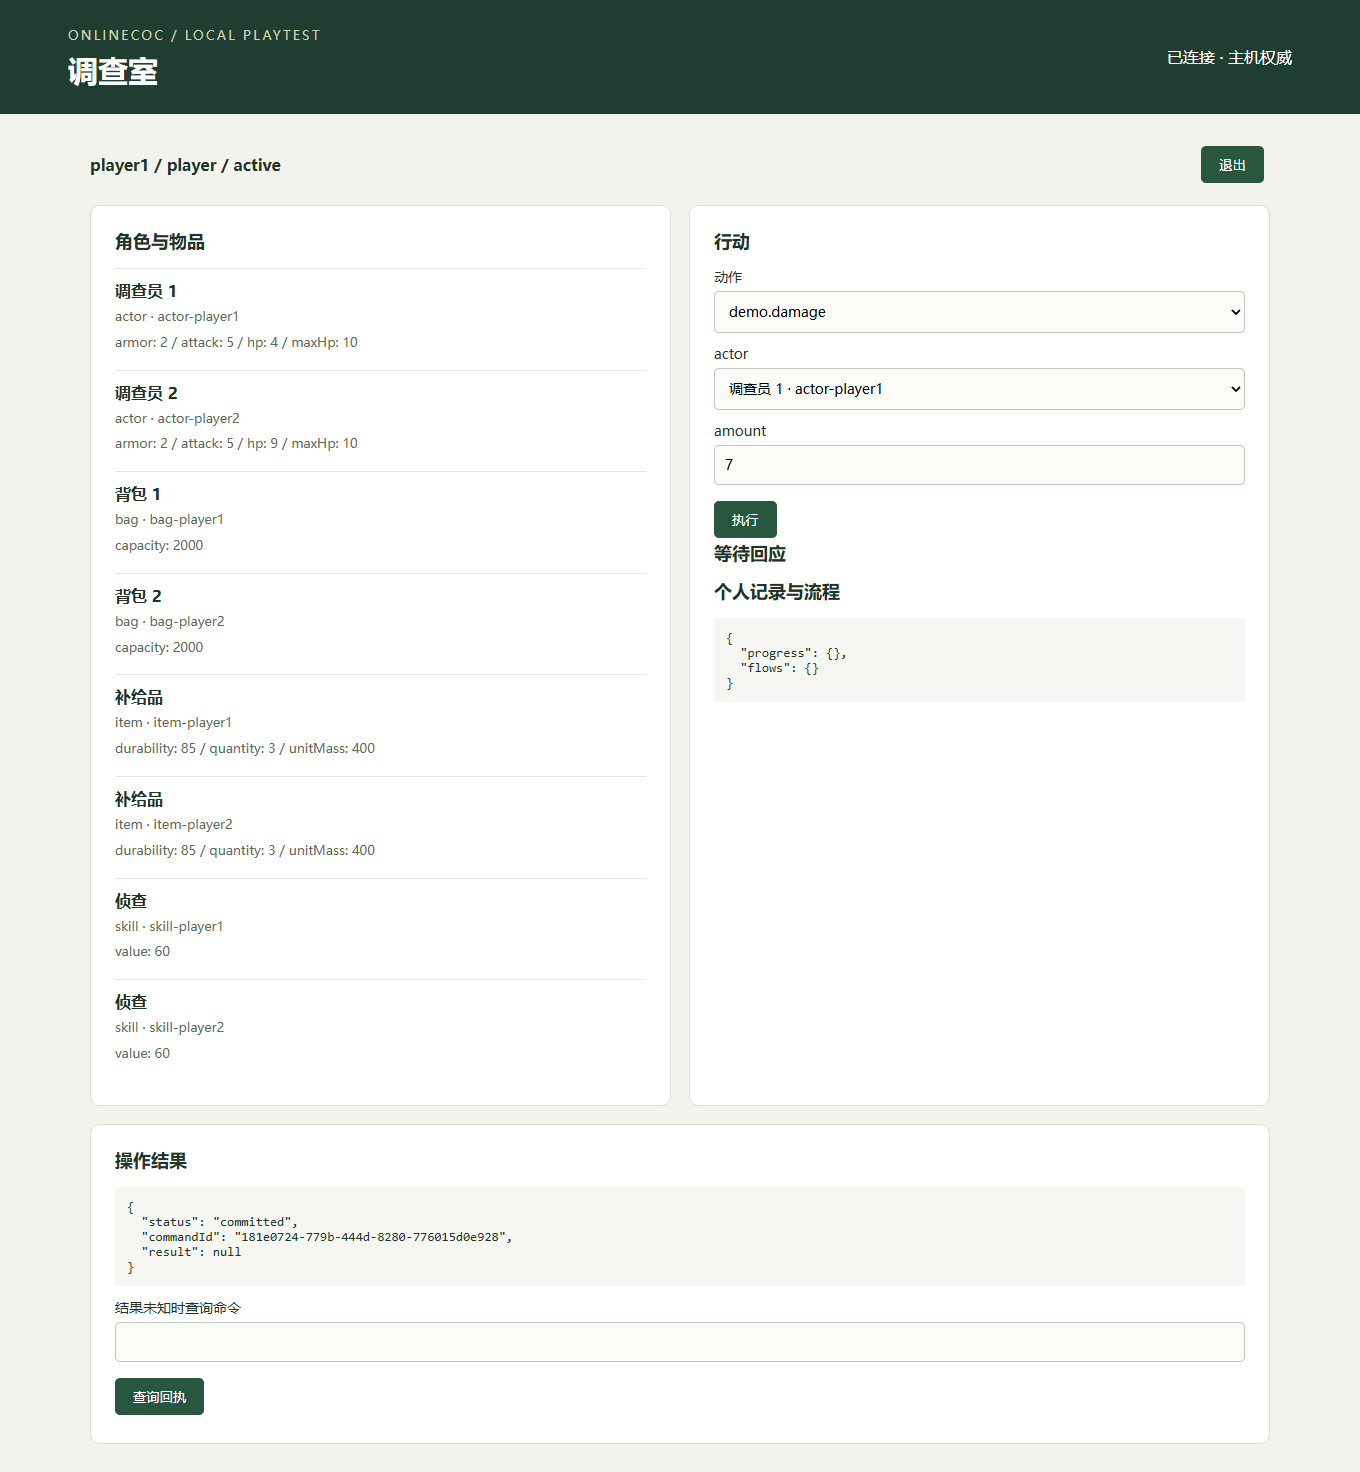 ONLINECOC / LOCAL PLAYTEST
调查室
已连接 · 主机权威
player1 / player / active
退出
角色与物品
调查员 1
actor · actor-player1
armor: 2 / attack: 5 / hp: 4 / maxHp: 10
调查员 2
actor · actor-player2
armor: 2 / attack: 5 / hp: 9 / maxHp: 10
背包 1
bag · bag-player1
capacity: 2000
背包 2
bag · bag-player2
capacity: 2000
补给品
item · item-player1
durability: 85 / quantity: 3 / unitMass: 400
补给品
item · item-player2
durability: 85 / quantity: 3 / unitMass: 400
侦查
skill · skill-player1
value: 60
侦查
skill · skill-player2
value: 60
行动
动作
demo.damage
actor
调查员 1 · actor-player1
amount
7
执行
等待回应
个人记录与流程
{
  "progress": {},
  "flows": {}
}
操作结果
{
  "status": "committed",
  "commandId": "181e0724-779b-444d-8280-776015d0e928",
  "result": null
}
结果未知时查询命令
查询回执